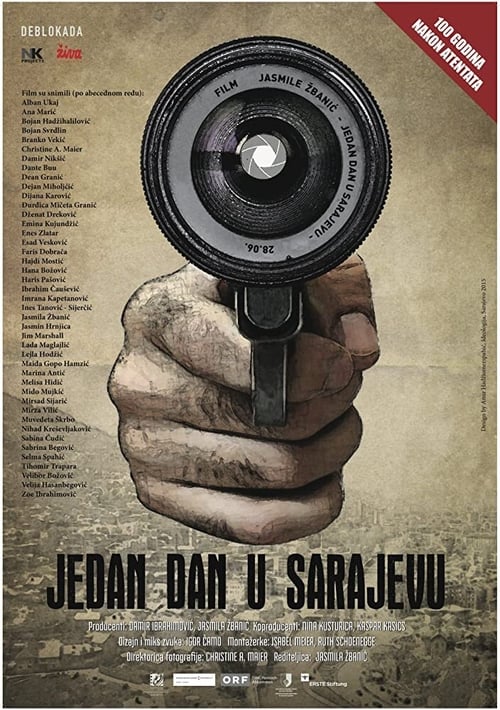 DEBLOKADA
NK
PROJECTS
živa
100 GODINA
NAKON ATENTATA
FILM JASMILE ŽBANIĆ - JEDAN DAN U SARAJEVU - 28.06.
Film su snimili (po abecednom redu):
Alban Ukaj
Ana Marić
Bojan Hadžihalilović
Bojan Svrdlin
Branko Vekić
Christine A. Maier
Damir Nikšić
Dante Buu
Dean Granić
Dejan Miholjčić
Dijana Karović
Đurđica Mićeta Granić
Dženat Dreković
Emina Kujundžić
Enes Zlatar
Esad Vesković
Faris Dobrača
Hajdi Mostić
Hana Božović
Haris Pašović
Ibrahim Čaušević
Imrana Kapetanović
Ines Tanović - Sijerčić
Jasmila Žbanić
Jasmin Hrnjica
Jim Marshall
Lada Maglajlić
Lejla Hodžić
Maida Gopo Hamzić
Marina Antić
Melisa Hidić
Mido Mujkić
Mirsad Sijarić
Mirza Vilić
Muvedeta Škrbo
Nihad Kreševljaković
Sabina Čudić
Sabrina Begović
Selma Spahić
Tihomir Trapara
Velibor Božović
Velija Hasanbegović
Zoe Ibrahimović
JEDAN DAN U SARAJEVU
Producenti: DAMIR IBRAHIMOVIĆ, JASMILA ŽBANIĆ Koproducenti: NINA KUSTURICA, KASPAR KASICS
Dizajn i miks zvuka: IGOR ČAMO Montažerke: ISABEL MEIER, RUTH SCHOENEGGE
Direktorica fotografije: CHRISTINE A. MAIER Rediteljica: JASMILA ŽBANIĆ
ORF
ERSTE Stiftung